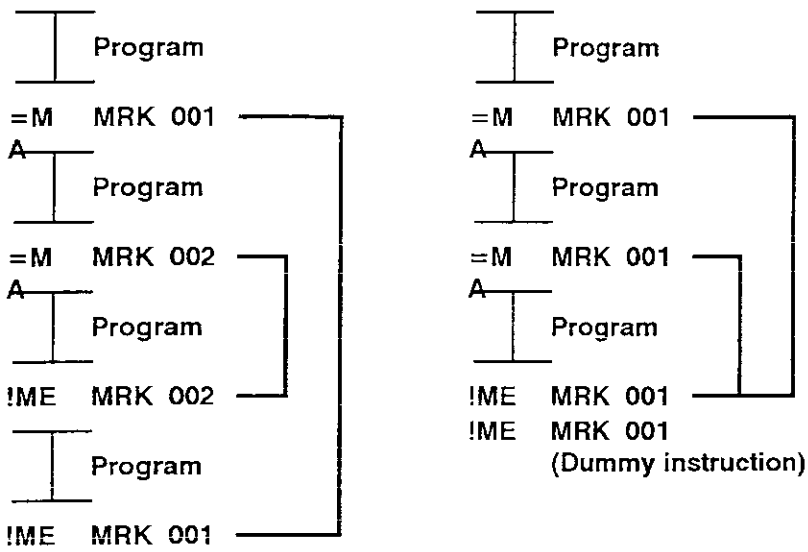 Program
=M MRK 001
A
Program
=M MRK 002
A
Program
!ME MRK 002
Program
!ME MRK 001
Program
=M MRK 001
A
Program
=M MRK 001
A
Program
!ME MRK 001
!ME MRK 001
(Dummy instruction)